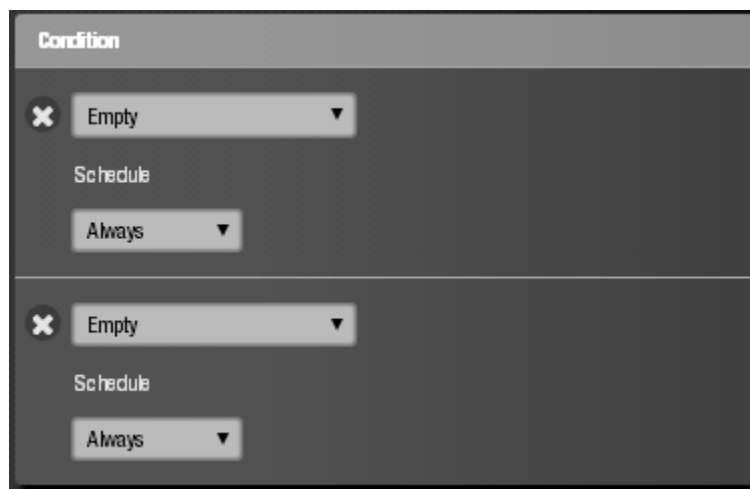 Condition
Empty
Schedule
Always
Empty
Schedule
Always